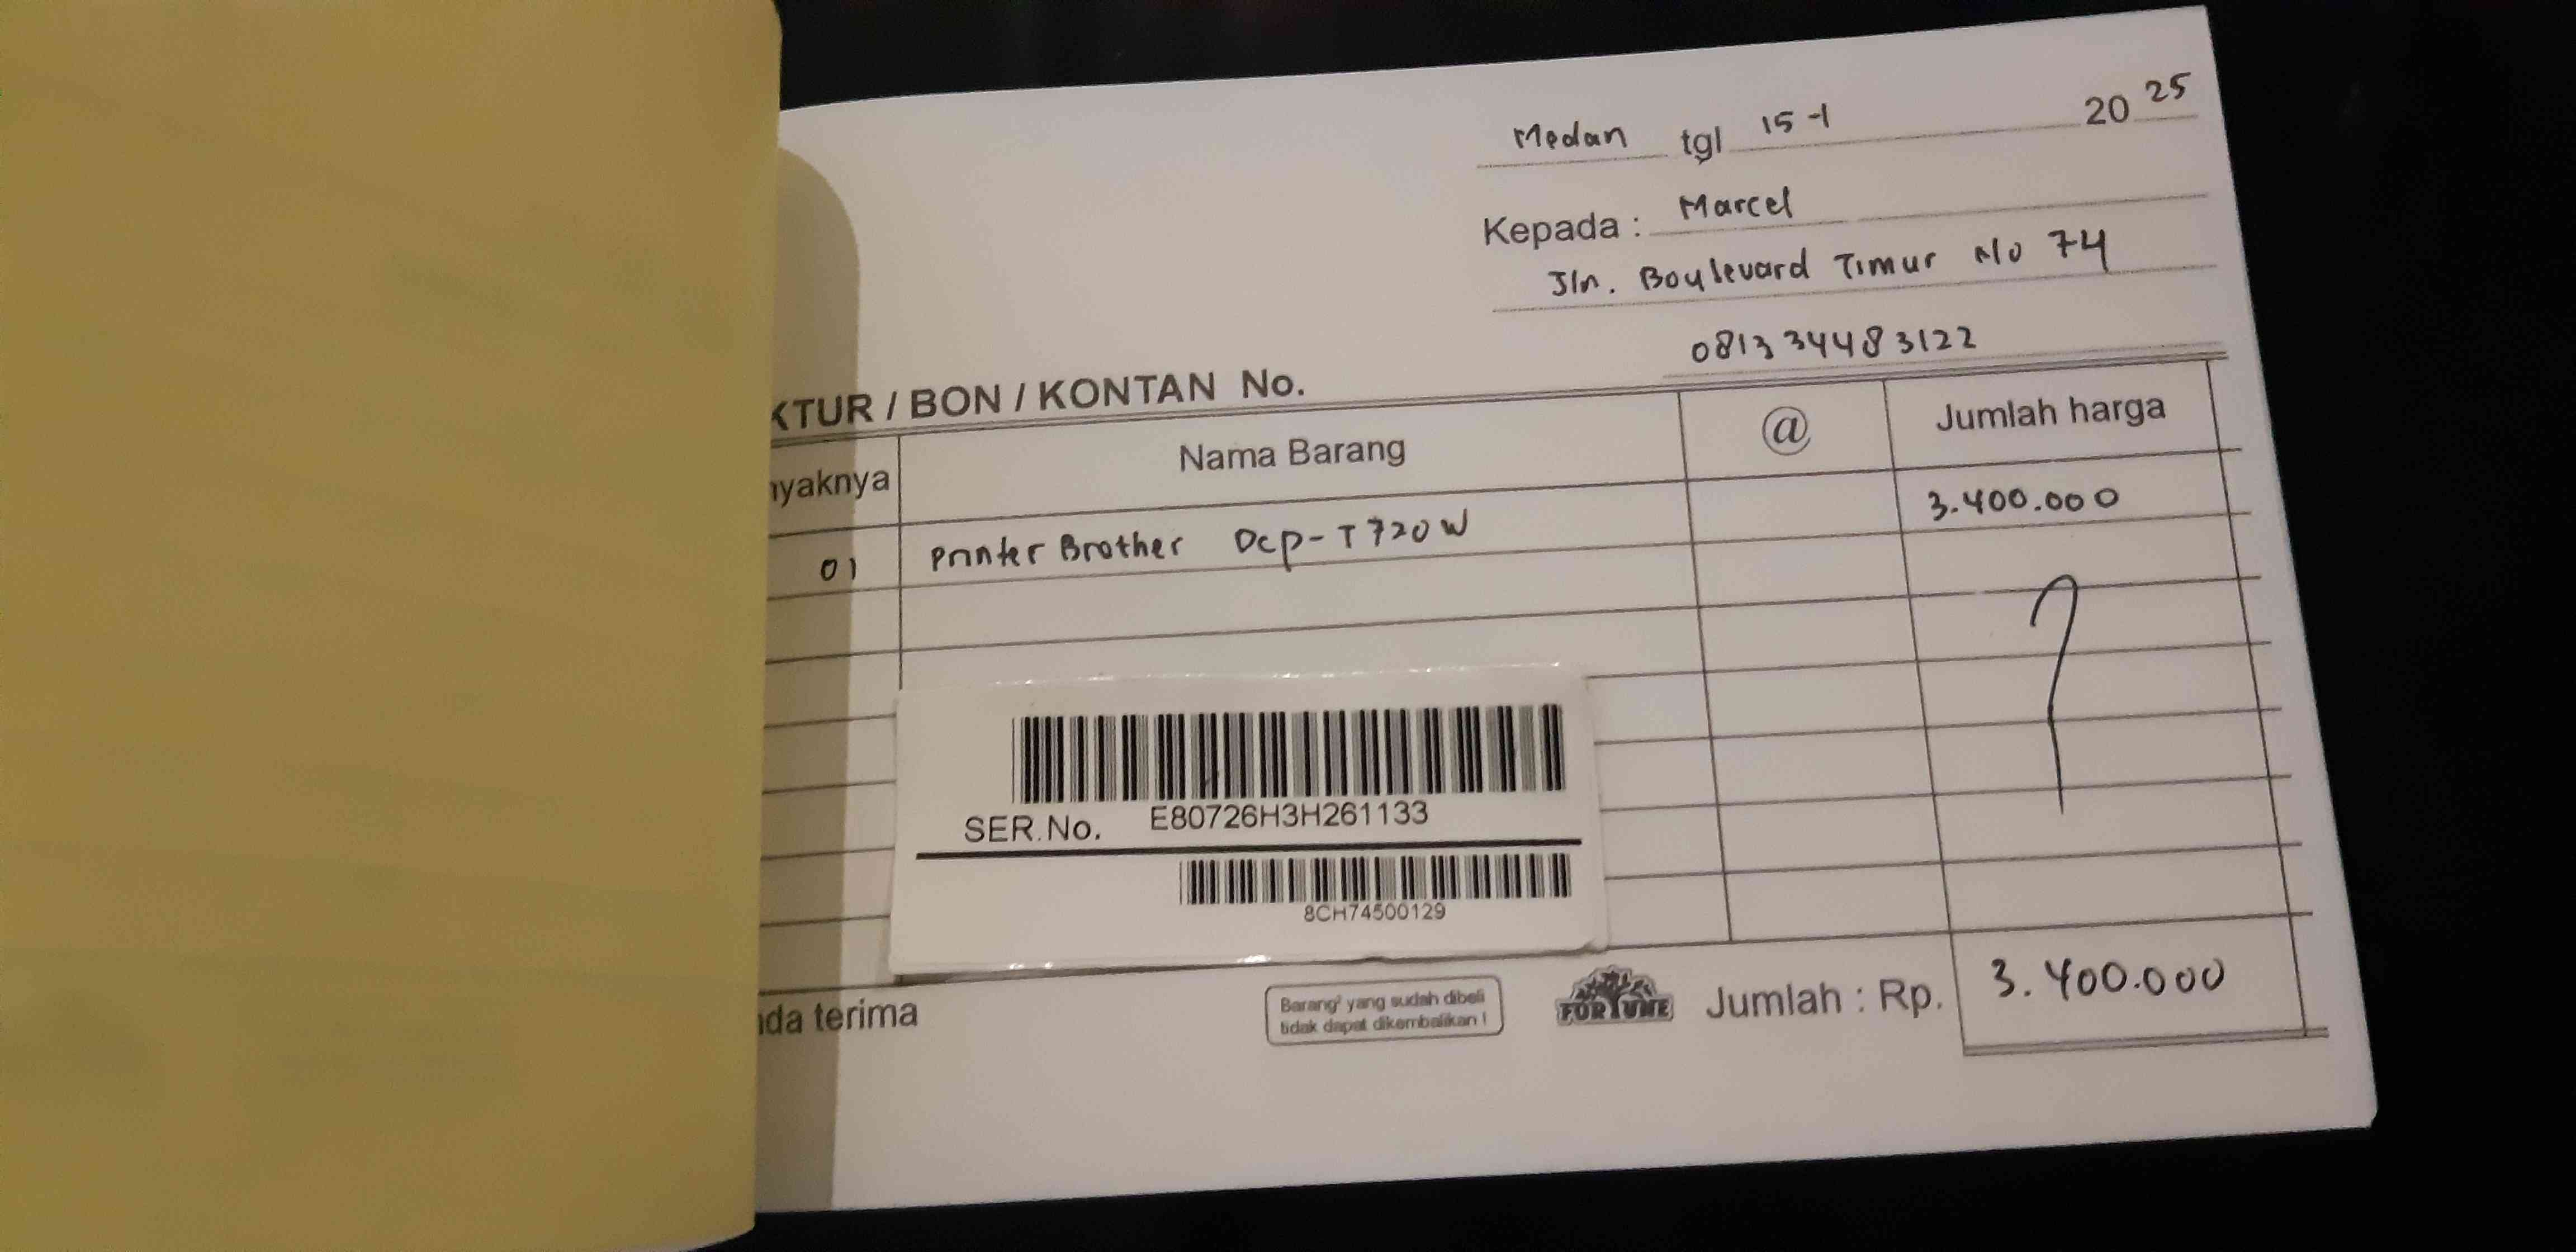 Medan tgl 15-1 2025
Kepada : Marcel
Jln. Boulevard Timur No 74
081334483122
KTUR / BON / KONTAN No.
nyaknya Nama Barang @ Jumlah harga
01 Printer Brother Dcp-T720W 3.400.000
SER.No. E80726H3H261133
8CH74500129
nda terima
Barang² yang sudah dibeli
tidak dapat dikembalikan !
FORTUNE
Jumlah : Rp. 3.400.000